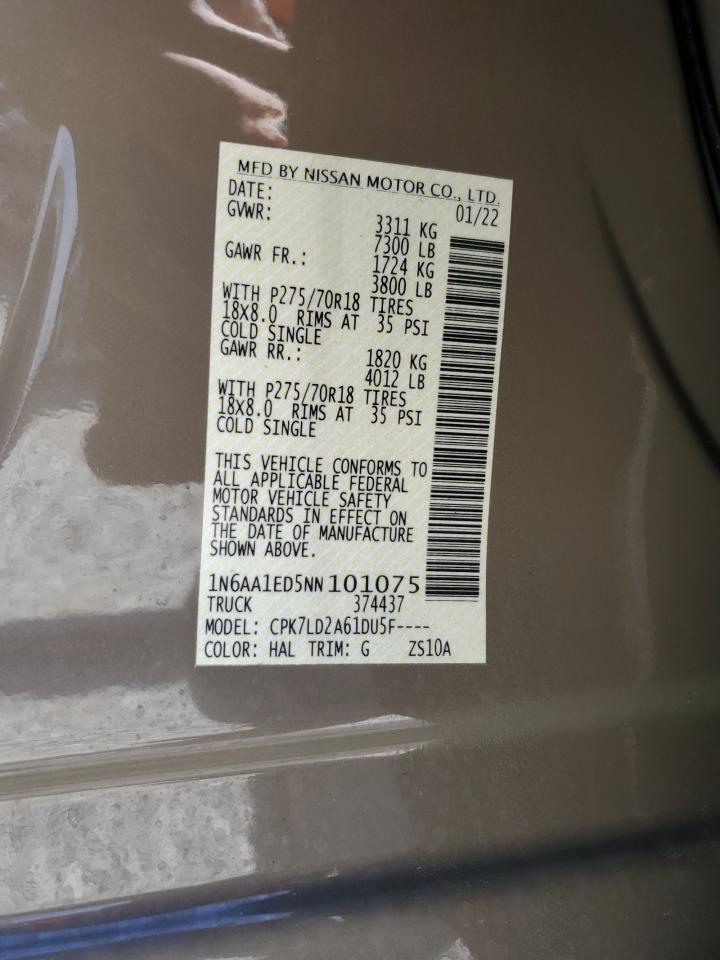 MFD BY NISSAN MOTOR CO., LTD.
DATE: 01/22
GVWR: 3311 KG
7300 LB
GAWR FR.: 1724 KG
3800 LB
WITH P275/70R18 TIRES
18X8.0 RIMS AT 35 PSI
COLD SINGLE
GAWR RR.: 1820 KG
4012 LB
WITH P275/70R18 TIRES
18X8.0 RIMS AT 35 PSI
COLD SINGLE
THIS VEHICLE CONFORMS TO
ALL APPLICABLE FEDERAL
MOTOR VEHICLE SAFETY
STANDARDS IN EFFECT ON
THE DATE OF MANUFACTURE
SHOWN ABOVE.
1N6AA1ED5NN101075
TRUCK 374437
MODEL: CPK7LD2A61DU5F----
COLOR: HAL TRIM: G ZS10A